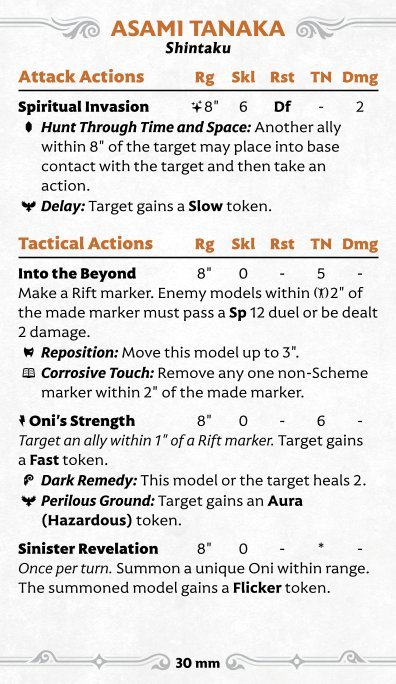 ASAMI TANAKA
Shintaku
Attack Actions Rg Skl Rst TN Dmg
Spiritual Invasion 8" 6 Df - 2
Hunt Through Time and Space: Another ally
within 8" of the target may place into base
contact with the target and then take an
action.
Delay: Target gains a Slow token.
Tactical Actions Rg Skl Rst TN Dmg
Into the Beyond 8" 0 - 5 -
Make a Rift marker. Enemy models within 2" of
the made marker must pass a Sp 12 duel or be dealt
2 damage.
Reposition: Move this model up to 3".
Corrosive Touch: Remove any one non-Scheme
marker within 2" of the made marker.
Oni's Strength 8" 0 - 6 -
Target an ally within 1" of a Rift marker. Target gains
a Fast token.
Dark Remedy: This model or the target heals 2.
Perilous Ground: Target gains an Aura
(Hazardous) token.
Sinister Revelation 8" 0 - * -
Once per turn. Summon a unique Oni within range.
The summoned model gains a Flicker token.
30 mm